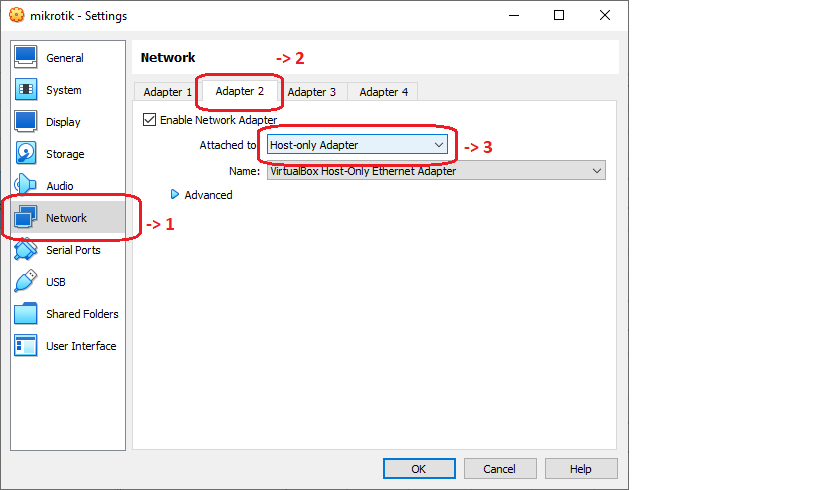 mikrotik - Settings
General
System
Display
Storage
Audio
Network
Serial Ports
USB
Shared Folders
User Interface
-> 1
Network
-> 2
Adapter 1 Adapter 2 Adapter 3 Adapter 4
Enable Network Adapter
Attached to Host-only Adapter
-> 3
Name: VirtualBox Host-Only Ethernet Adapter
Advanced
OK Cancel Help